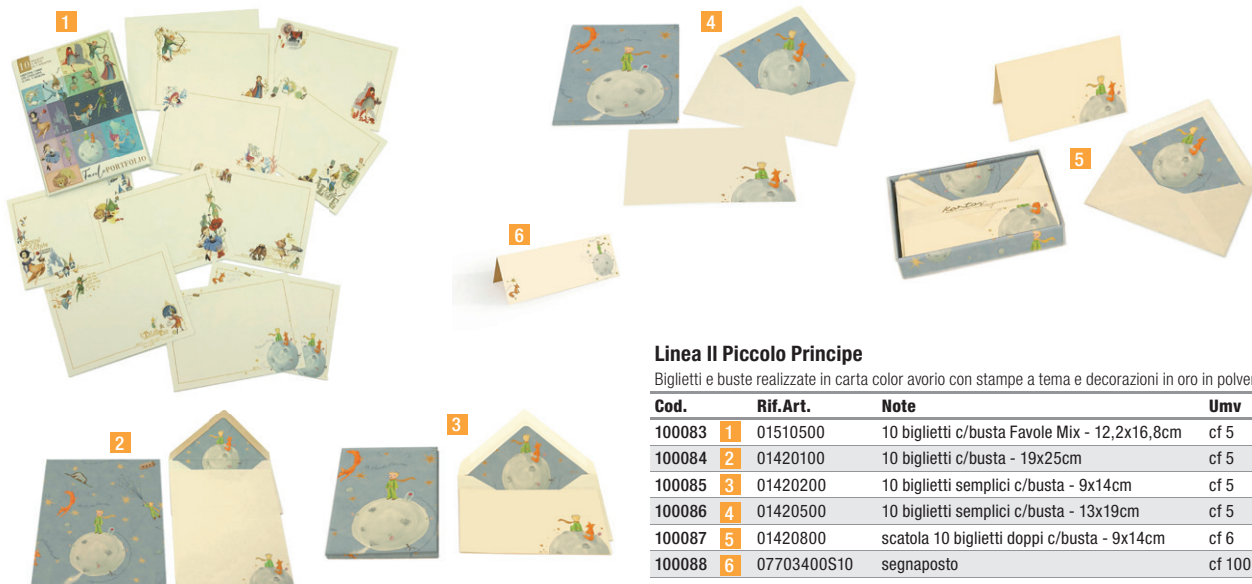 1
4
5
6
PORTFOLIO
Kartos
2
3
Linea Il Piccolo Principe
Biglietti e buste realizzate in carta color avorio con stampe a tema e decorazioni in oro in polver
Cod. Rif.Art. Note Umv
100083 1 01510500 10 biglietti c/busta Favole Mix - 12,2x16,8cm cf 5
100084 2 01420100 10 biglietti c/busta - 19x25cm cf 5
100085 3 01420200 10 biglietti semplici c/busta - 9x14cm cf 5
100086 4 01420500 10 biglietti semplici c/busta - 13x19cm cf 5
100087 5 01420800 scatola 10 biglietti doppi c/busta - 9x14cm cf 6
100088 6 07703400S10 segnaposto cf 100